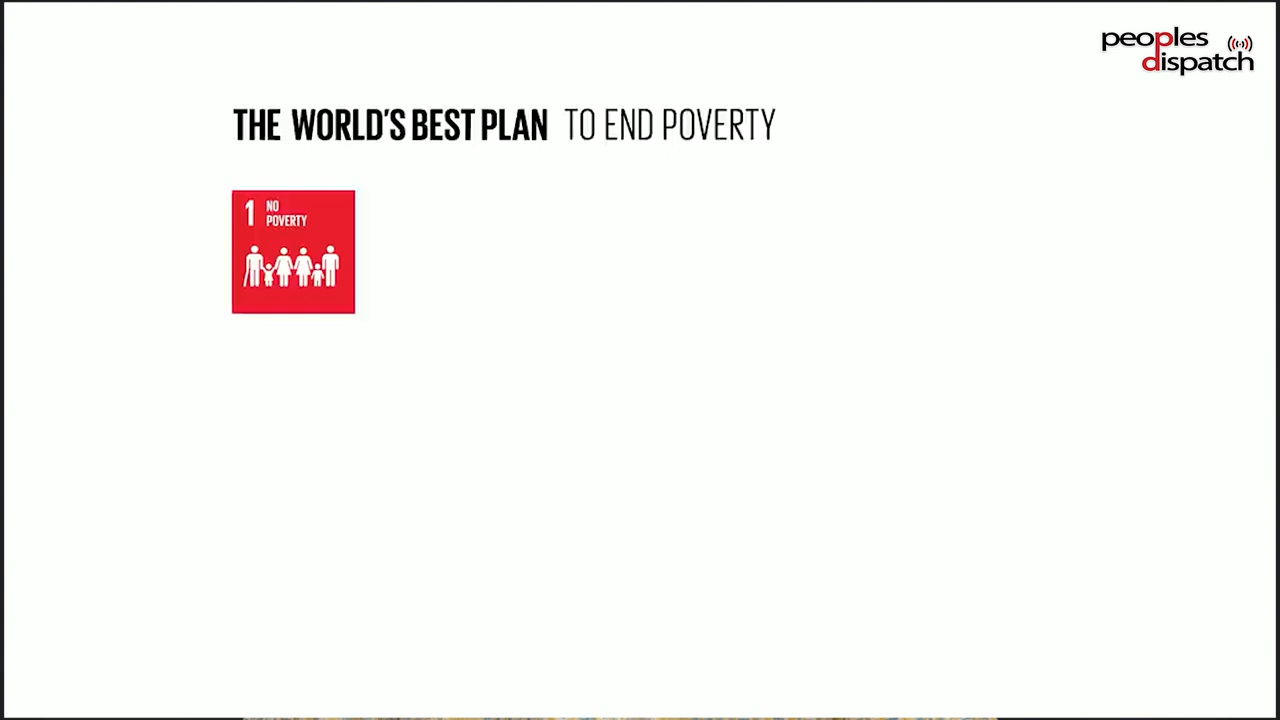 peoples
dispatch
THE WORLD'S BEST PLAN TO END POVERTY
1 NO
POVERTY